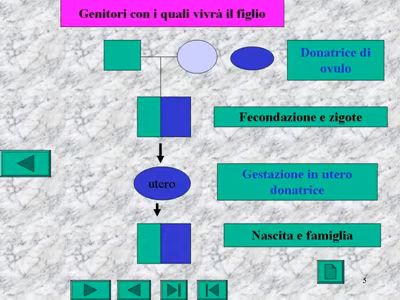 Genitori con i quali vivrà il figlio
Donatrice di
ovulo
Fecondazione e zigote
Gestazione in utero
donatrice
utero
Nascita e famiglia
5